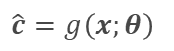 ĉ = g(x; θ)